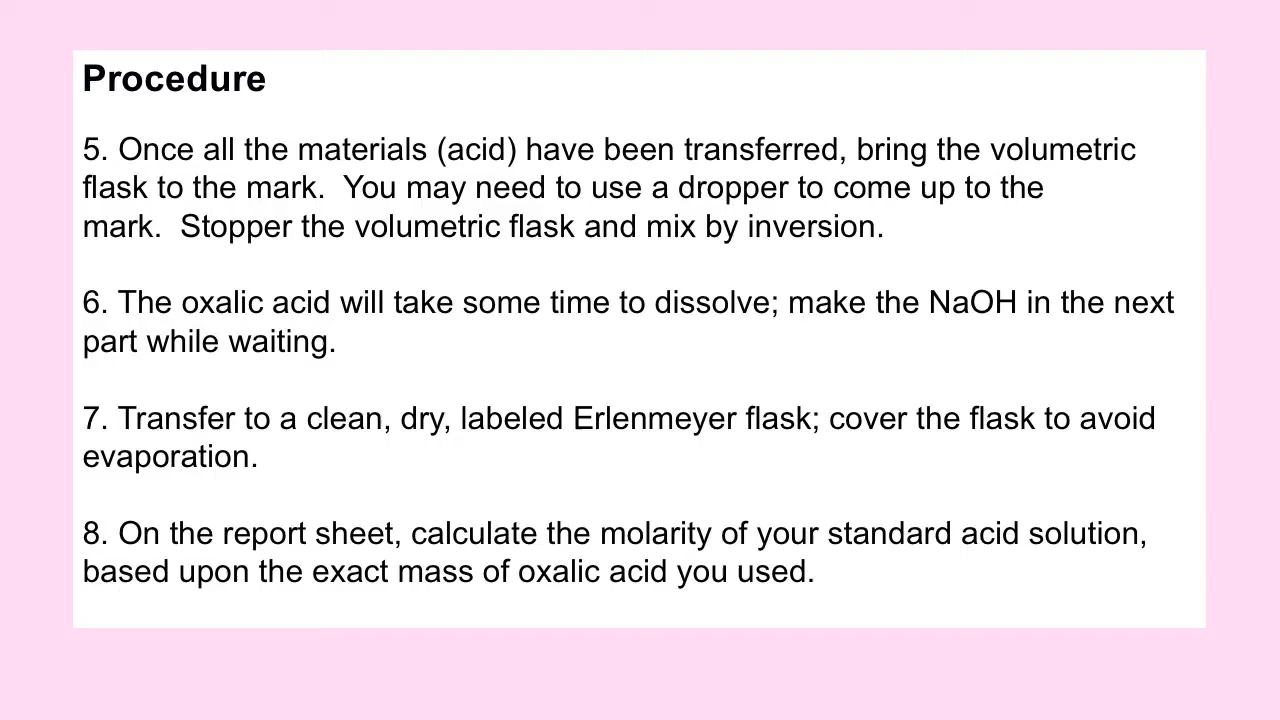 Procedure
5. Once all the materials (acid) have been transferred, bring the volumetric
flask to the mark.  You may need to use a dropper to come up to the
mark.  Stopper the volumetric flask and mix by inversion.
6. The oxalic acid will take some time to dissolve; make the NaOH in the next
part while waiting.
7. Transfer to a clean, dry, labeled Erlenmeyer flask; cover the flask to avoid
evaporation.
8. On the report sheet, calculate the molarity of your standard acid solution,
based upon the exact mass of oxalic acid you used.